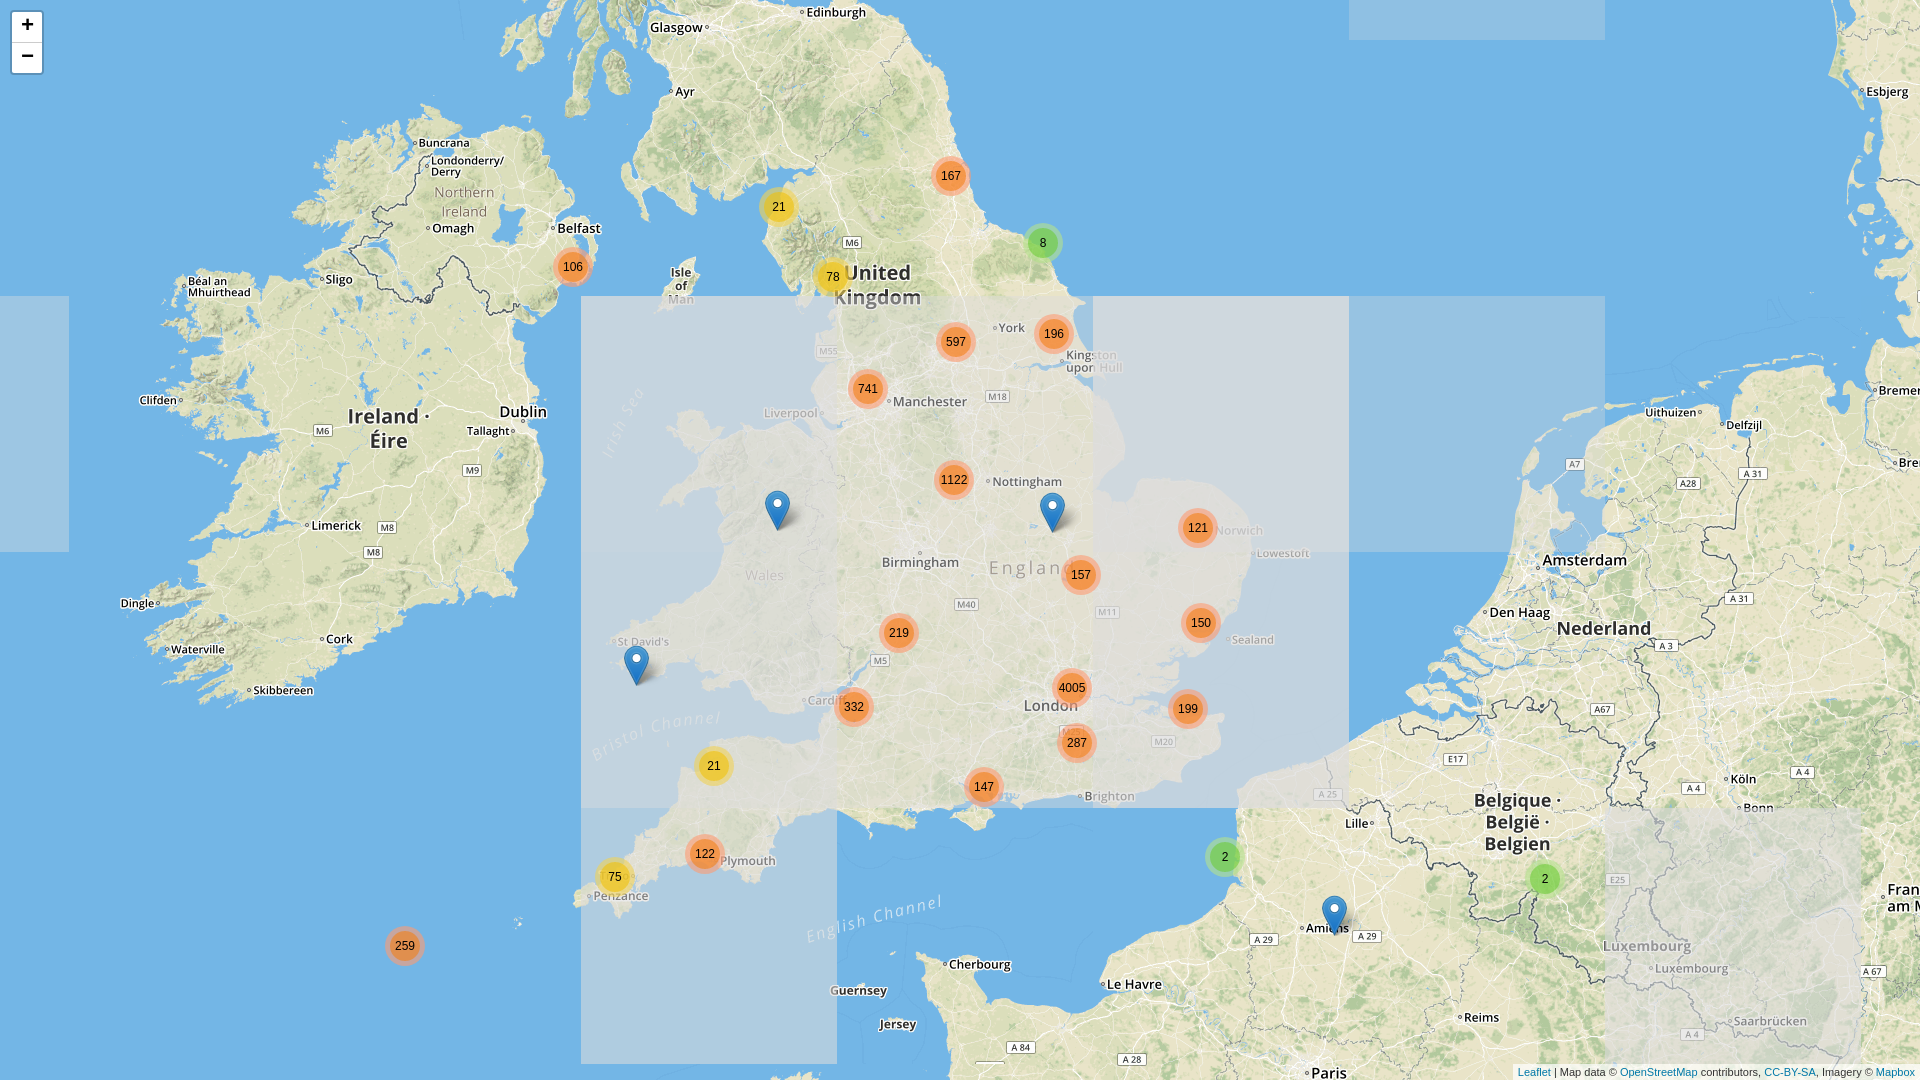 +
−
Glasgow
Edinburgh
Ayr
Esbjerg
Buncrana
Londonderry/
Derry
Northern
Ireland
Omagh
Belfast
167
21
8
M6
106
78
United
Kingdom
Isle
of
Man
Sligo
Béal an
Mhuirthead
York
196
597
M55
Kingston
upon Hull
741
Manchester
M18
Liverpool
Irish Sea
Clifden
Ireland ·
Éire
Dublin
Tallaght
M6
M9
Uithuizen
Delfzijl
Bremer
A7
A 31
A28
Bre
1122
Nottingham
Limerick
M8
M8
121
Norwich
Lowestoft
Birmingham
England
157
Wales
Amsterdam
A 31
Dingle
M40
M11
Den Haag
Nederland
150
Sealand
219
Cork
Waterville
St David's
M5
A 3
Skibbereen
4005
London
Cardiff
332
199
A67
Bristol Channel
287
M20
E17
21
147
Brighton
A 25
Köln
A 4
A 4
Bonn
Belgique ·
België ·
Belgien
Lille
122
Plymouth
2
75
Penzance
2
E25
Fran
am M
English Channel
259
Amiens
A 29
A 29
Luxembourg
Luxembourg
A 67
Cherbourg
Le Havre
Guernsey
Jersey
Reims
Saarbrücken
A 4
A 84
A 28
Paris
Leaflet | Map data © OpenStreetMap contributors, CC-BY-SA, Imagery © Mapbox